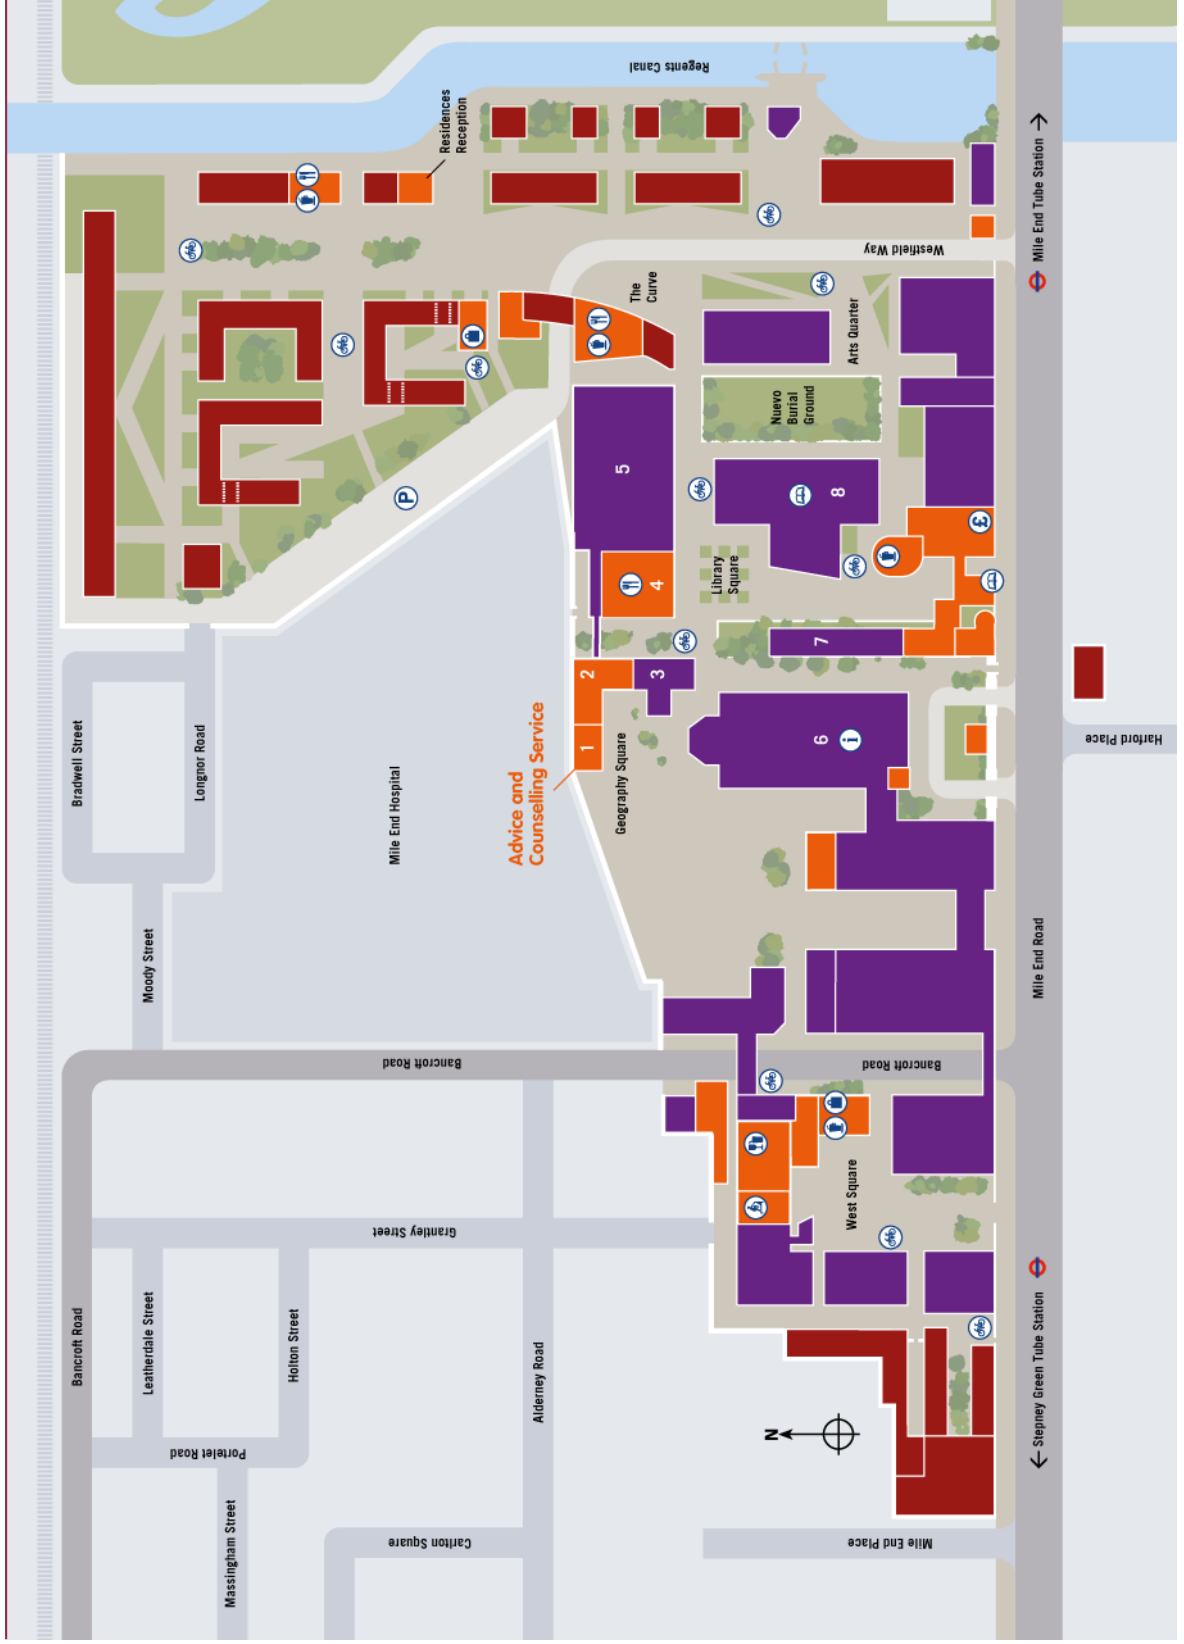 Regents Canal
Residences
Reception
← Stepney Green Tube Station
Mile End Tube Station →
Mile End Road
Westfield Way
The
Curve
Arts Quarter
Nuevo
Burial
Ground
5
8
P
Library
Square
4
£
7
2
3
1
Advice and
Counselling Service
Geography Square
6
i
Harford Place
Bradwell Street
Longnor Road
Mile End Hospital
Moody Street
Bancroft Road
Bancroft Road
West Square
Grantley Street
Bancroft Road
Leatherdale Street
Holton Street
Alderney Road
Portelet Road
Massingham Street
Carlton Square
Mile End Place
N